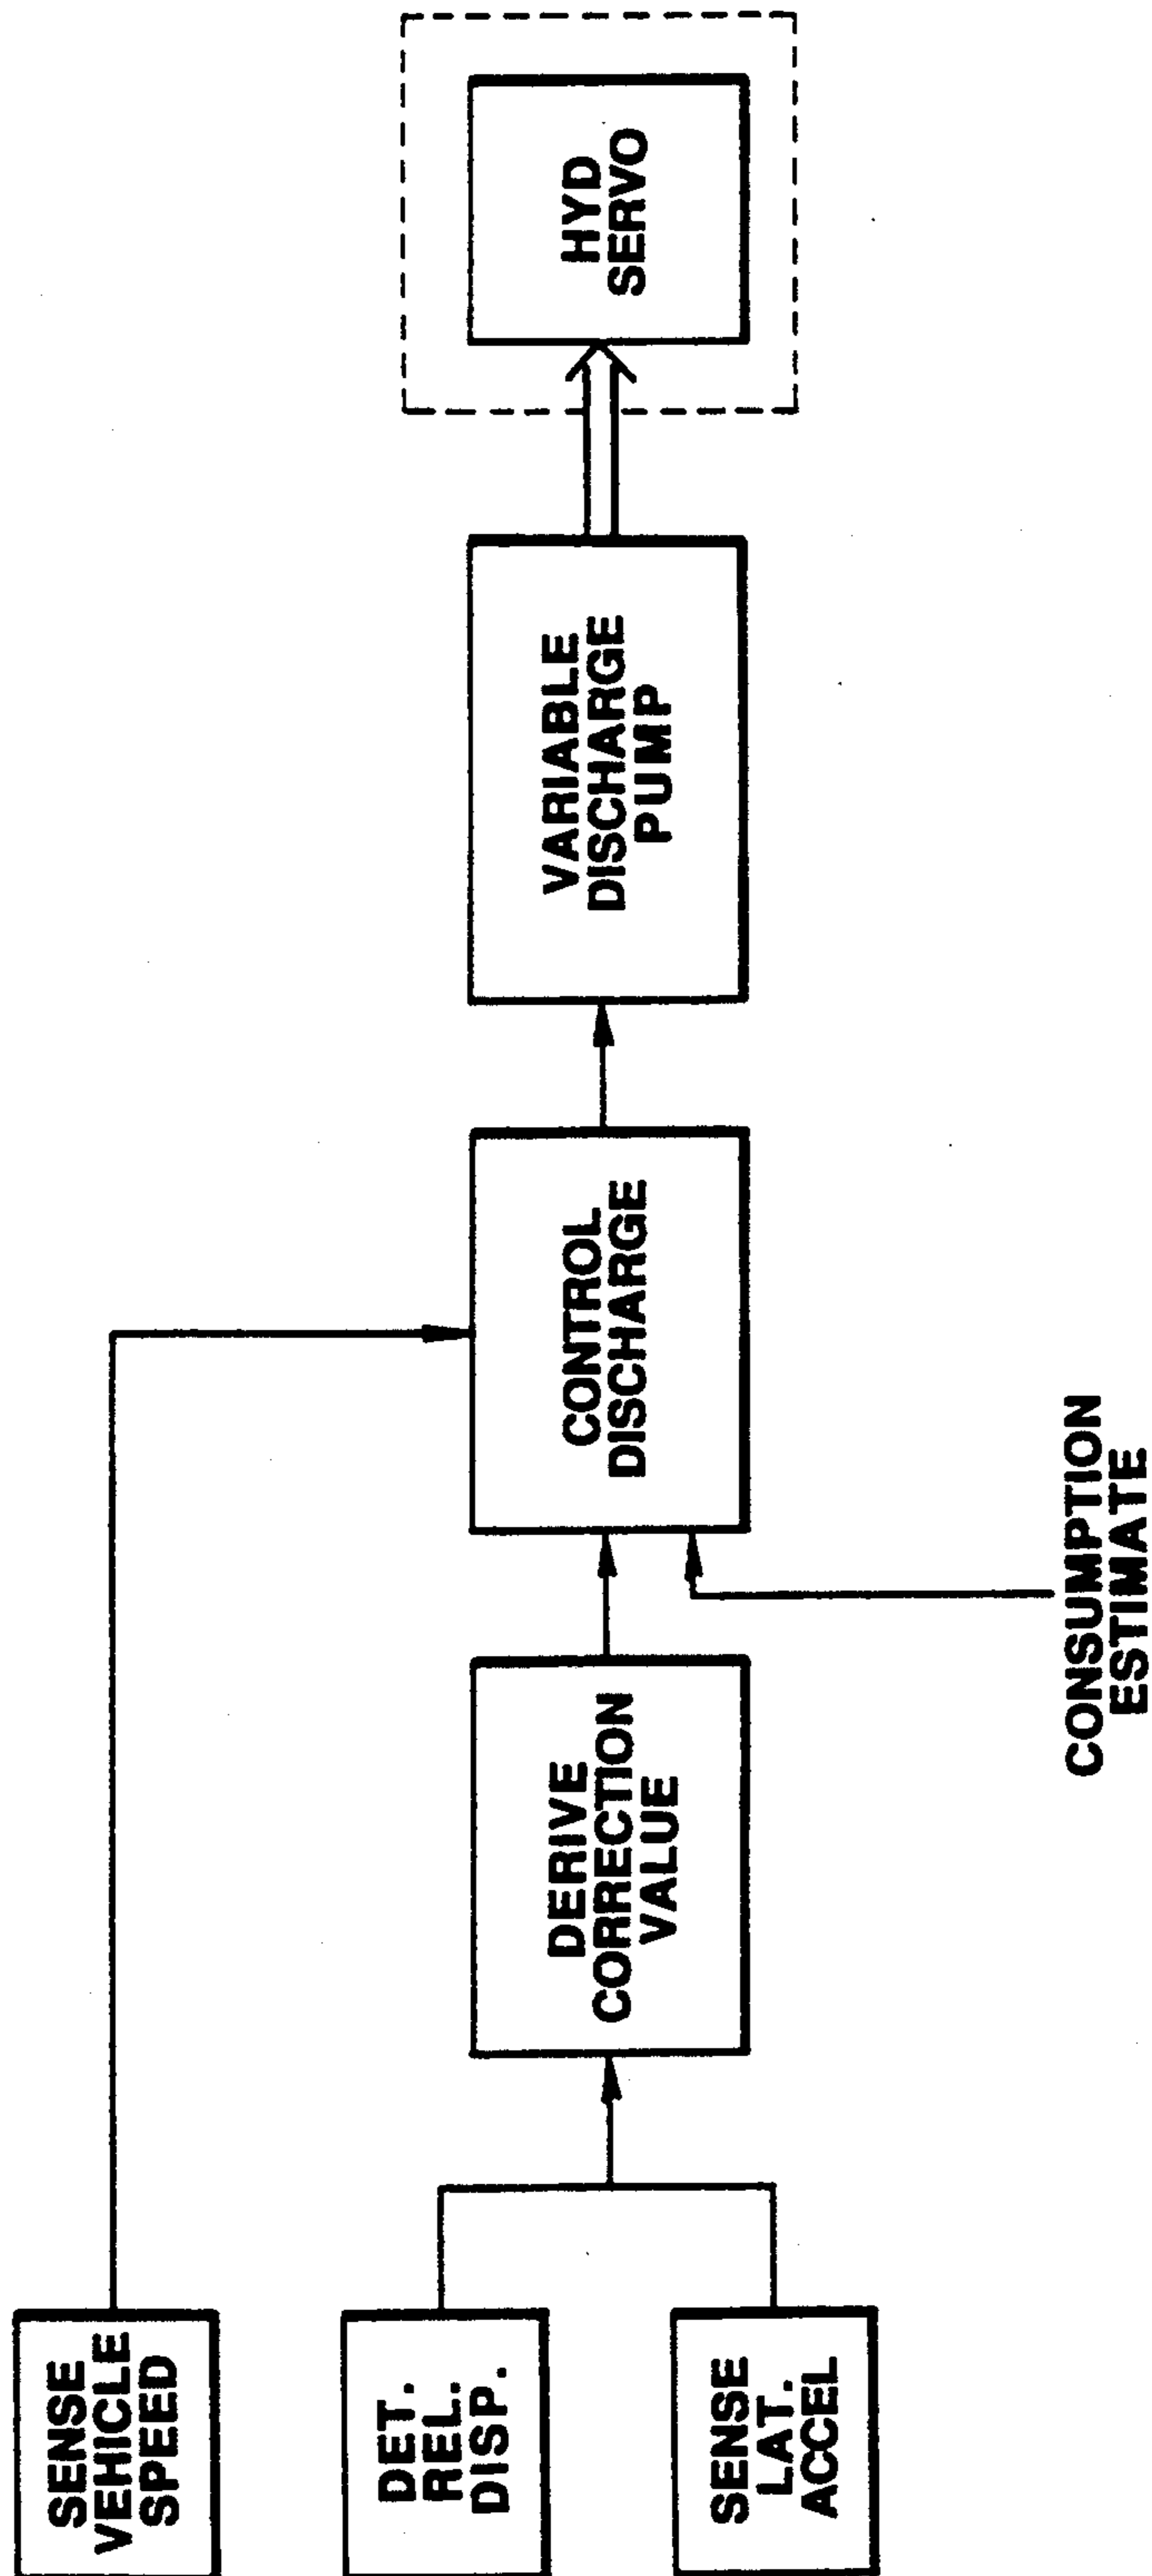 SENSE
VEHICLE
SPEED
DET.
REL.
DISP.
SENSE
LAT.
ACCEL
DERIVE
CORRECTION
VALUE
CONSUMPTION
ESTIMATE
CONTROL
DISCHARGE
VARIABLE
DISCHARGE
PUMP
HYD
SERVO